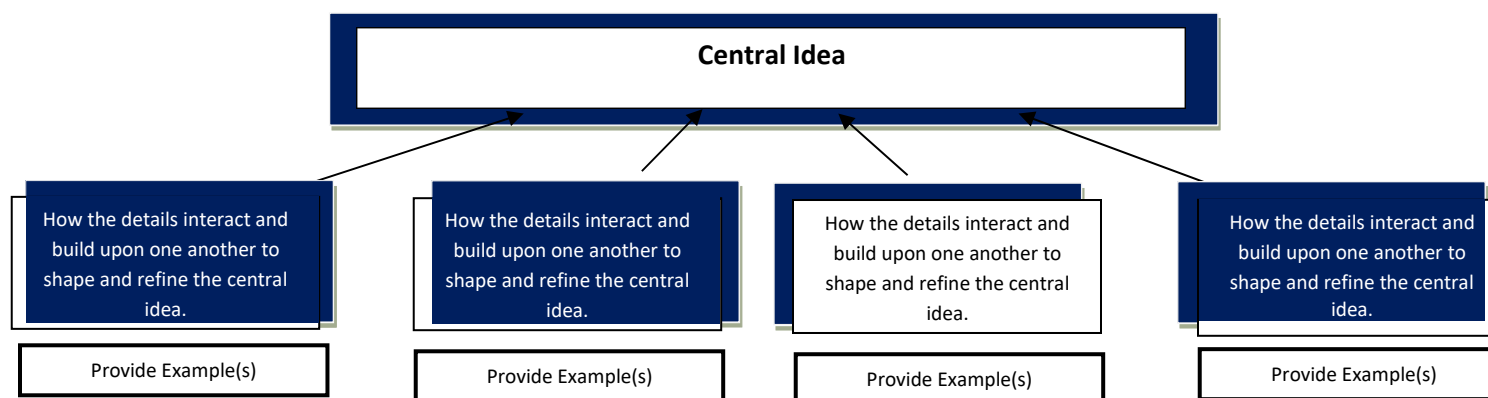 Central Idea
How the details interact and
build upon one another to
shape and refine the central
idea.
How the details interact and
build upon one another to
shape and refine the central
idea.
How the details interact and
build upon one another to
shape and refine the central
idea.
How the details interact and
build upon one another to
shape and refine the central
idea.
Provide Example(s)
Provide Example(s)
Provide Example(s)
Provide Example(s)